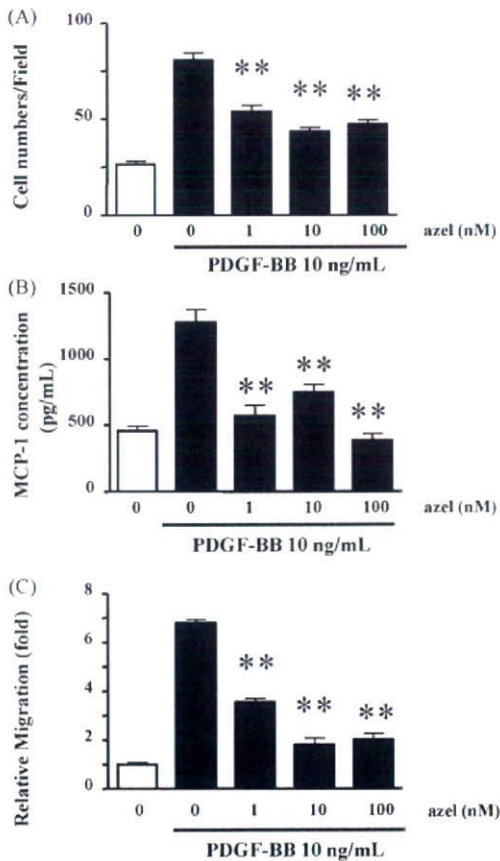 (A)
Cell numbers/Field
100
50
0
** ** **
0 0 1 10 100 azel (nM)
PDGF-BB 10 ng/mL
(B)
MCP-1 concentration
(pg/mL)
1500
1000
500
0
** ** **
0 0 1 10 100 azel (nM)
PDGF-BB 10 ng/mL
(C)
Relative Migration (fold)
8
6
4
2
0
** ** **
0 0 1 10 100 azel (nM)
PDGF-BB 10 ng/mL